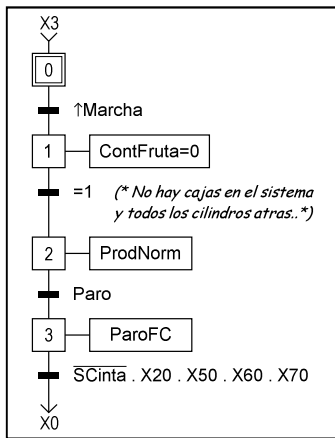 X3
0
↑Marcha
1 ContFruta=0
=1 (* No hay cajas en el sistema
y todos los cilindros atras..*)
2 ProdNorm
Paro
3 ParoFC
S̅C̅i̅n̅t̅a̅ . X20 . X50 . X60 . X70
X0